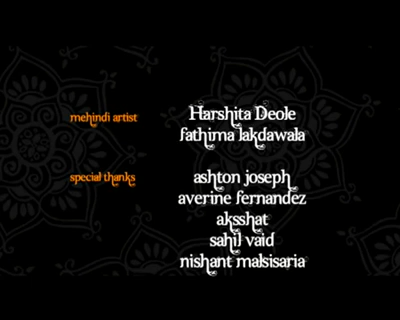 mehindi artist
Harshita Deole
fathima lakdawala
special thanks
ashton joseph
averine fernandez
aksshat
sahil vaid
nishant malsisaria